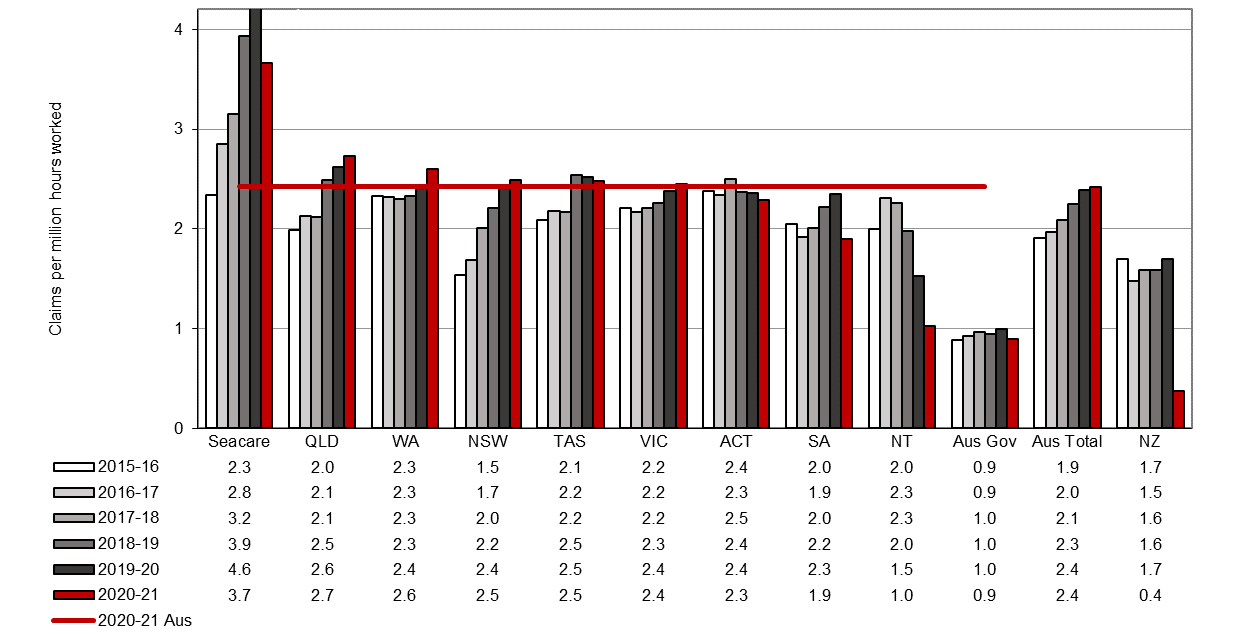 Claims per million hours worked
4
3
2
1
0
Seacare QLD WA NSW TAS VIC ACT SA NT Aus Gov Aus Total NZ
2015-16 2.3 2.0 2.3 1.5 2.1 2.2 2.4 2.0 2.0 0.9 1.9 1.7
2016-17 2.8 2.1 2.3 1.7 2.2 2.2 2.3 1.9 2.3 0.9 2.0 1.5
2017-18 3.2 2.1 2.3 2.0 2.2 2.2 2.5 2.0 2.3 1.0 2.1 1.6
2018-19 3.9 2.5 2.3 2.2 2.5 2.3 2.4 2.2 2.0 1.0 2.3 1.6
2019-20 4.6 2.6 2.4 2.4 2.5 2.4 2.4 2.3 1.5 1.0 2.4 1.7
2020-21 3.7 2.7 2.6 2.5 2.5 2.4 2.3 1.9 1.0 0.9 2.4 0.4
2020-21 Aus